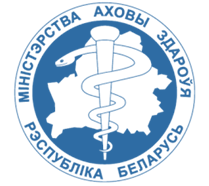 МІНІСТЭРСТВА АХОВЫ ЗДАРОЎЯ
РЭСПУБЛІКА БЕЛАРУСЬ